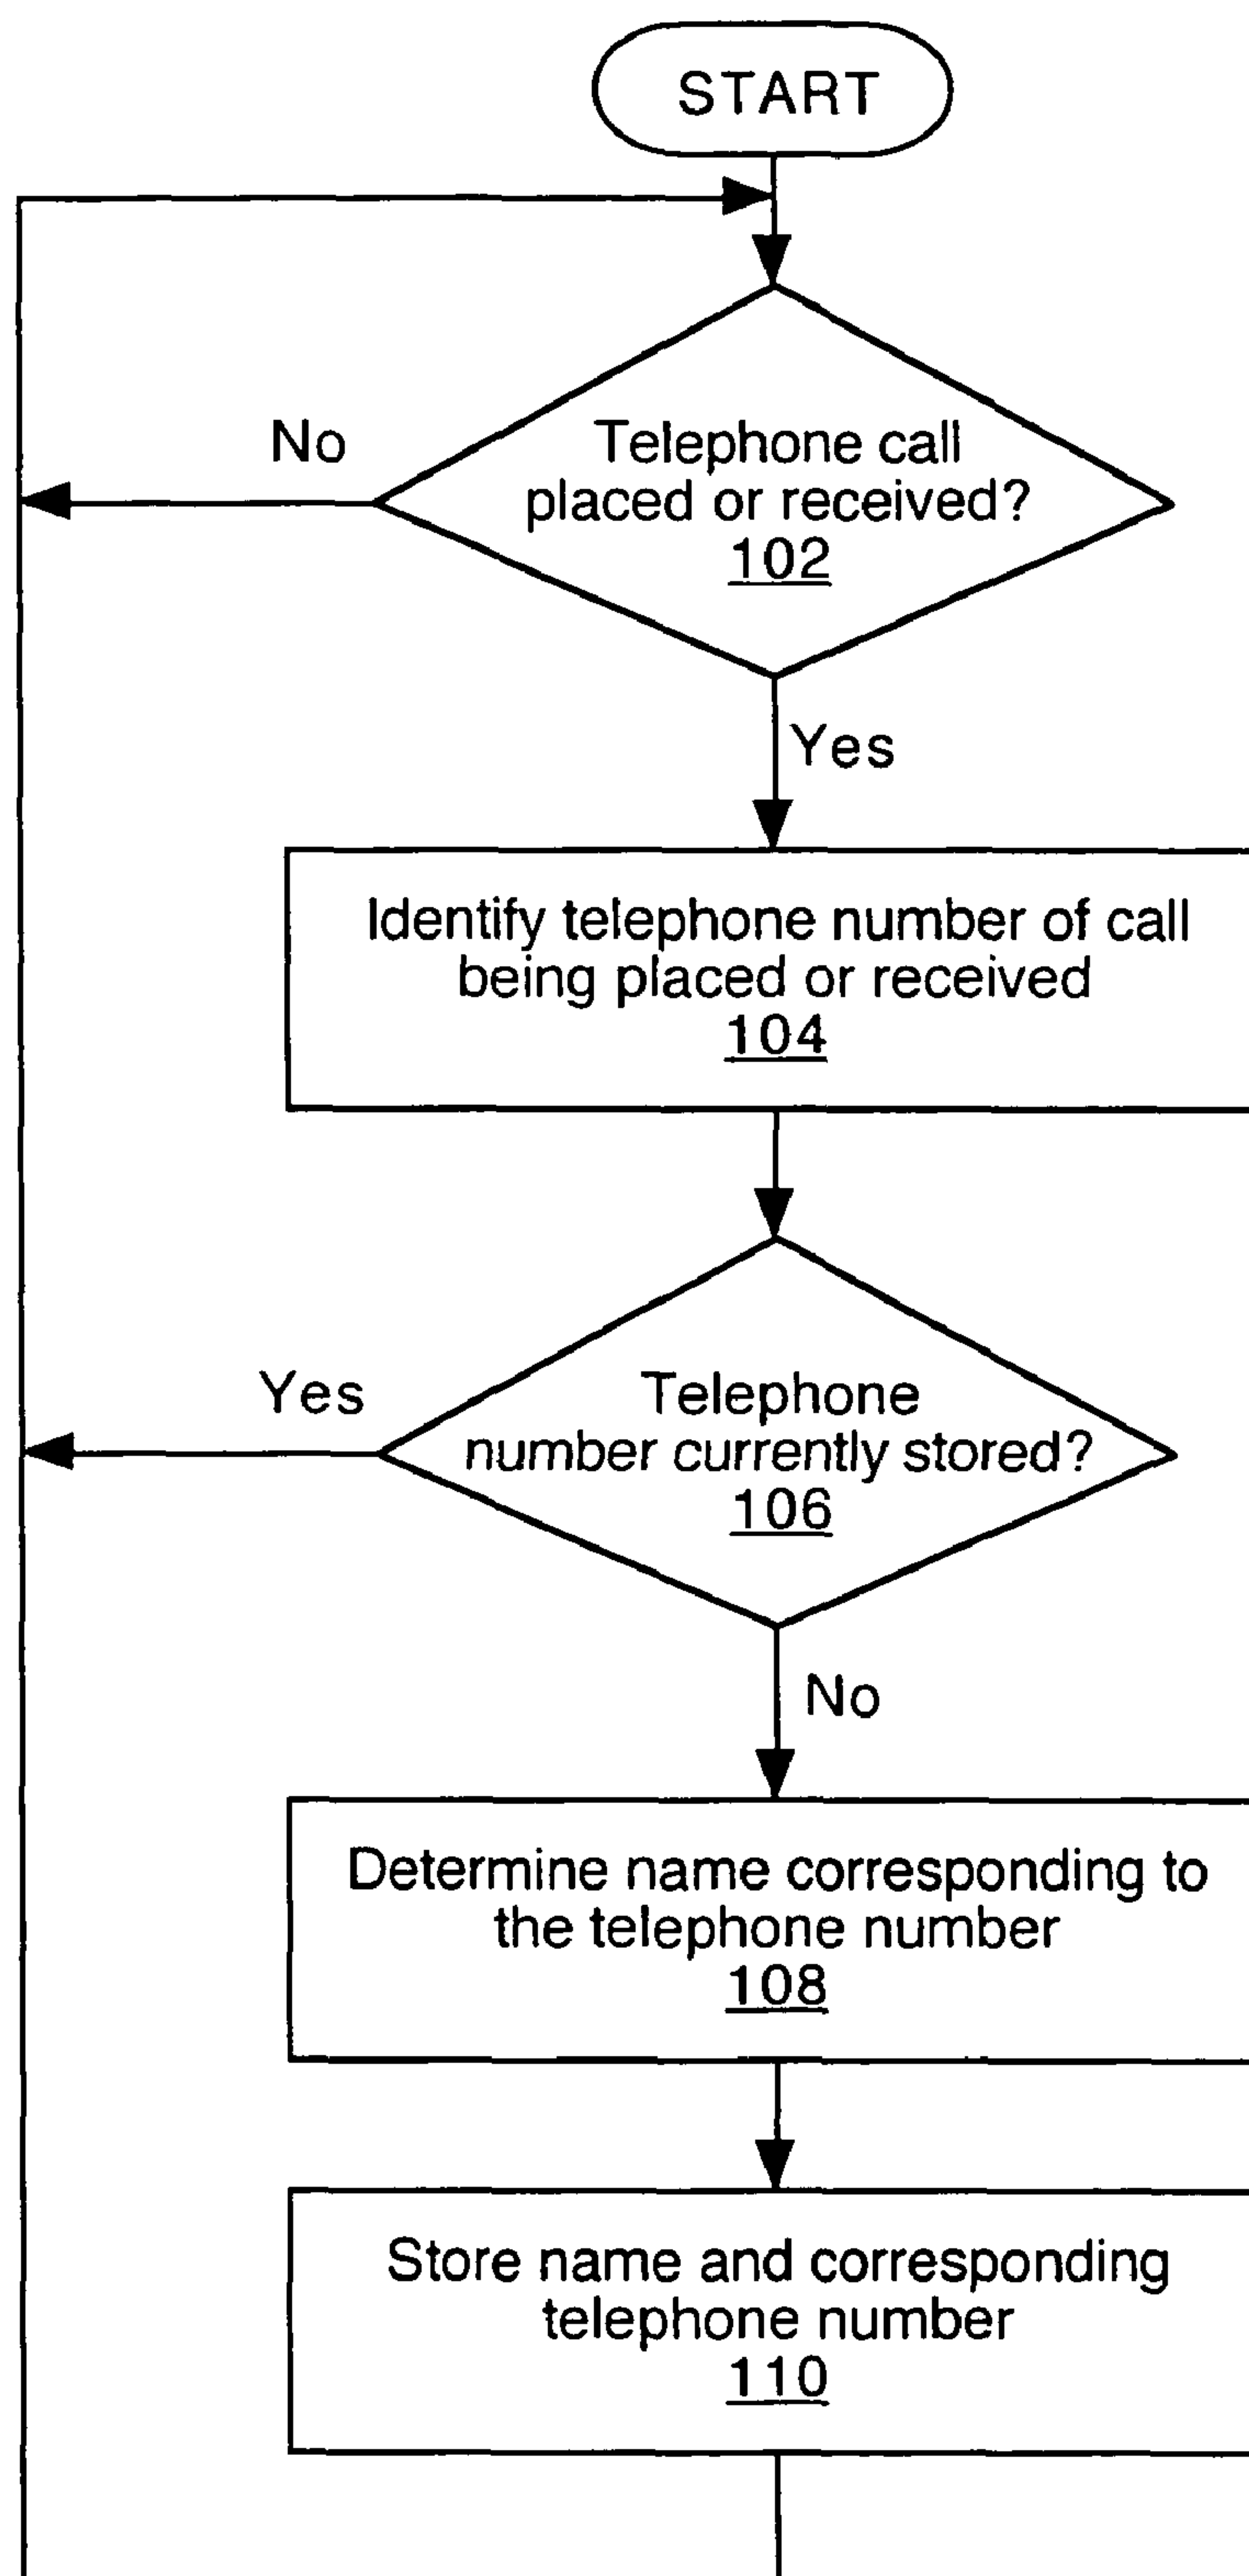 START
No
Telephone call
placed or received?
102
Yes
Identify telephone number of call
being placed or received
104
Yes
Telephone
number currently stored?
106
No
Determine name corresponding to
the telephone number
108
Store name and corresponding
telephone number
110